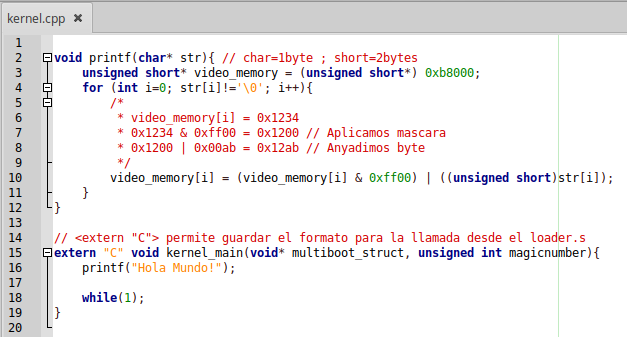 kernel.cpp ✖
1
2 void printf(char* str){ // char=1byte ; short=2bytes
3     unsigned short* video_memory = (unsigned short*) 0xb8000;
4     for (int i=0; str[i]!='\0'; i++){
5         /*
6          * video_memory[i] = 0x1234
7          * 0x1234 & 0xff00 = 0x1200 // Aplicamos mascara
8          * 0x1200 | 0x00ab = 0x12ab // Anyadimos byte
9          */
10         video_memory[i] = (video_memory[i] & 0xff00) | ((unsigned short)str[i]);
11     }
12 }
13
14 // <extern "C"> permite guardar el formato para la llamada desde el loader.s
15 extern "C" void kernel_main(void* multiboot_struct, unsigned int magicnumber){
16     printf("Hola Mundo!");
17
18     while(1);
19 }
20